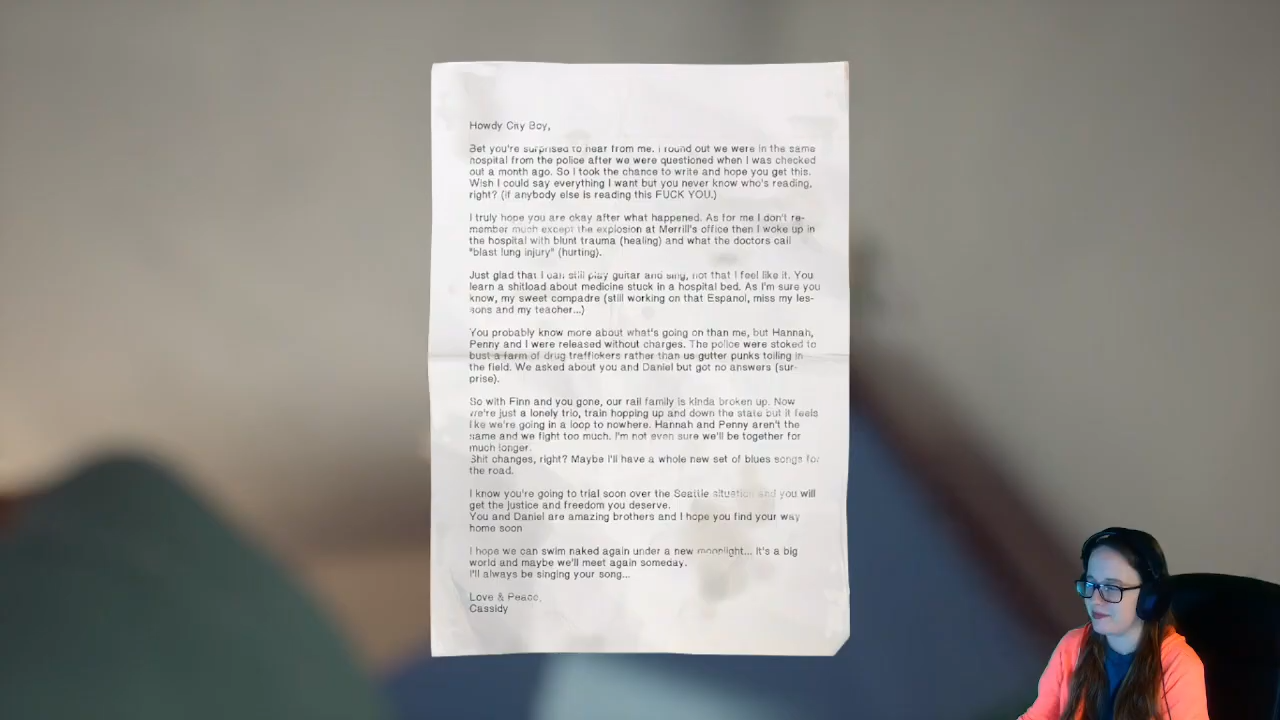 Howdy City Boy,
Bet you're surprised to hear from me. I found out we were in the same
hospital from the police after we were questioned when I was checked
out a month ago. So I took the chance to write and hope you get this.
Wish I could say everything I want but you never know who's reading,
right? (if anybody else is reading this FUCK YOU.)
I truly hope you are okay after what happened. As for me I don't re-
member much except the explosion at Merrill's office then I woke up in
the hospital with blunt trauma (healing) and what the doctors call
"blast lung injury" (hurting).
Just glad that I can still play guitar and sing, not that I feel like it. You
learn a shitload about medicine stuck in a hospital bed. As I'm sure you
know, my sweet compadre (still working on that Espanol, miss my les-
sons and my teacher...)
You probably know more about what's going on than me, but Hannah,
Penny and I were released without charges. The police were stoked to
bust a farm of drug traffickers rather than us gutter punks toiling in
the field. We asked about you and Daniel but got no answers (sur-
prise).
So with Finn and you gone, our rail family is kinda broken up. Now
we're just a lonely trio, train hopping up and down the state but it feels
like we're going in a loop to nowhere. Hannah and Penny aren't the
same and we fight too much. I'm not even sure we'll be together for
much longer.
Shit changes, right? Maybe I'll have a whole new set of blues songs for
the road.
I know you're going to trial soon over the Seattle situation and you will
get the justice and freedom you deserve.
You and Daniel are amazing brothers and I hope you find your way
home soon
I hope we can swim naked again under a new moonlight... It's a big
world and maybe we'll meet again someday.
I'll always be singing your song...
Love & Peace,
Cassidy